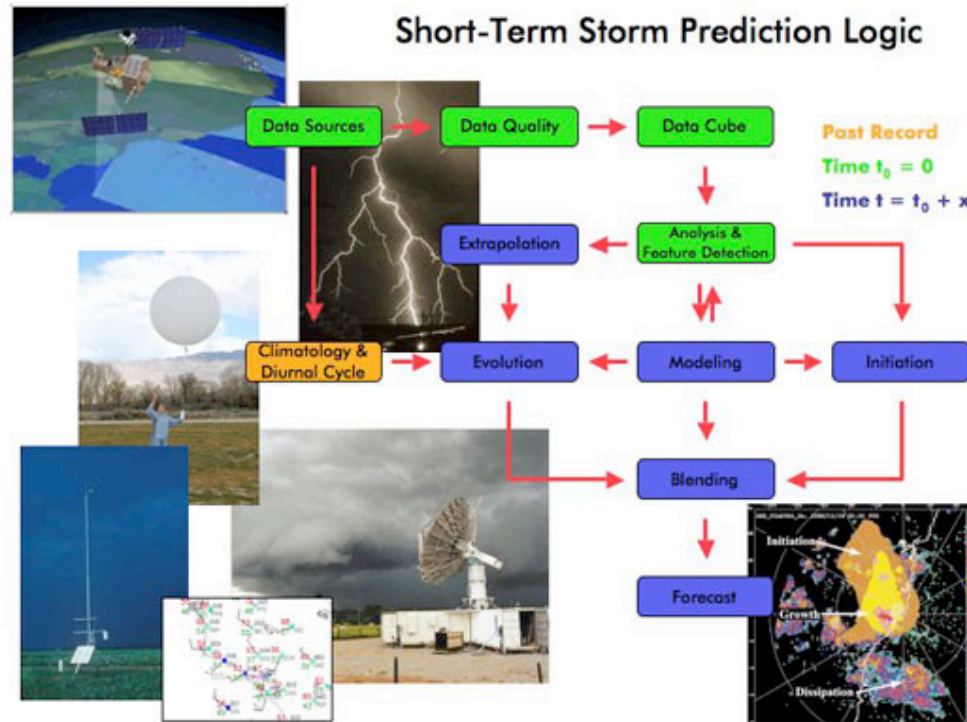 Short-Term Storm Prediction Logic
Data Sources
Data Quality
Data Cube
Past Record
Time t₀ = 0
Time t = t₀ + x
Extrapolation
Analysis &
Feature Detection
Climatology &
Diurnal Cycle
Evolution
Modeling
Initiation
Blending
Forecast
Initiation
Growth
Dissipation